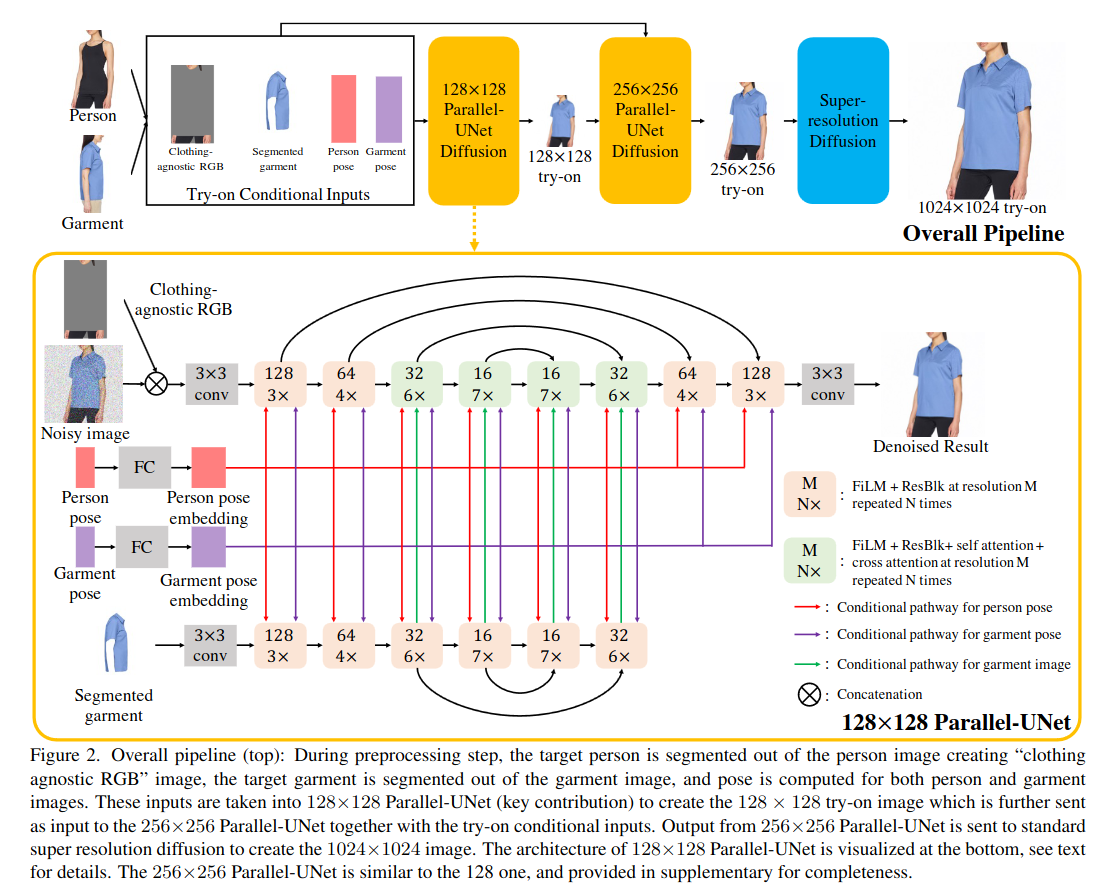 Person
Garment
Clothing-
agnostic RGB
Segmented
garment
Person
pose
Garment
pose
Try-on Conditional Inputs
128×128
Parallel-
UNet
Diffusion
128×128
try-on
256×256
Parallel-
UNet
Diffusion
256×256
try-on
Super-
resolution
Diffusion
1024×1024 try-on
Overall Pipeline
Clothing-
agnostic RGB
Noisy image
3×3
conv
128
3×
64
4×
32
6×
16
7×
16
7×
32
6×
64
4×
128
3×
3×3
conv
Denoised Result
Person
pose
FC
Person pose
embedding
Garment
pose
FC
Garment pose
embedding
Segmented
garment
3×3
conv
128
3×
64
4×
32
6×
16
7×
16
7×
32
6×
M
N×
: FiLM + ResBlk at resolution M
repeated N times
M
N×
: FiLM + ResBlk+ self attention +
cross attention at resolution M
repeated N times
: Conditional pathway for person pose
: Conditional pathway for garment pose
: Conditional pathway for garment image
: Concatenation
128×128 Parallel-UNet
Figure 2. Overall pipeline (top): During preprocessing step, the target person is segmented out of the person image creating “clothing
agnostic RGB” image, the target garment is segmented out of the garment image, and pose is computed for both person and garment
images. These inputs are taken into 128×128 Parallel-UNet (key contribution) to create the 128 × 128 try-on image which is further sent
as input to the 256×256 Parallel-UNet together with the try-on conditional inputs. Output from 256×256 Parallel-UNet is sent to standard
super resolution diffusion to create the 1024×1024 image. The architecture of 128×128 Parallel-UNet is visualized at the bottom, see text
for details. The 256×256 Parallel-UNet is similar to the 128 one, and provided in supplementary for completeness.